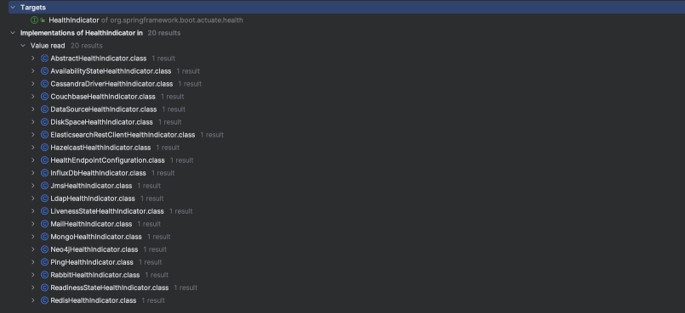 Targets
HealthIndicator of org.springframework.boot.actuate.health
Implementations of HealthIndicator in 20 results
Value read 20 results
AbstractHealthIndicator.class 1 result
AvailabilityStateHealthIndicator.class 1 result
CassandraDriverHealthIndicator.class 1 result
CouchbaseHealthIndicator.class 1 result
DataSourceHealthIndicator.class 1 result
DiskSpaceHealthIndicator.class 1 result
ElasticsearchRestClientHealthIndicator.class 1 result
HazelcastHealthIndicator.class 1 result
HealthEndpointConfiguration.class 1 result
InfluxDbHealthIndicator.class 1 result
JmsHealthIndicator.class 1 result
LdapHealthIndicator.class 1 result
LivenessStateHealthIndicator.class 1 result
MailHealthIndicator.class 1 result
MongoHealthIndicator.class 1 result
Neo4jHealthIndicator.class 1 result
PingHealthIndicator.class 1 result
RabbitHealthIndicator.class 1 result
ReadinessStateHealthIndicator.class 1 result
RedisHealthIndicator.class 1 result